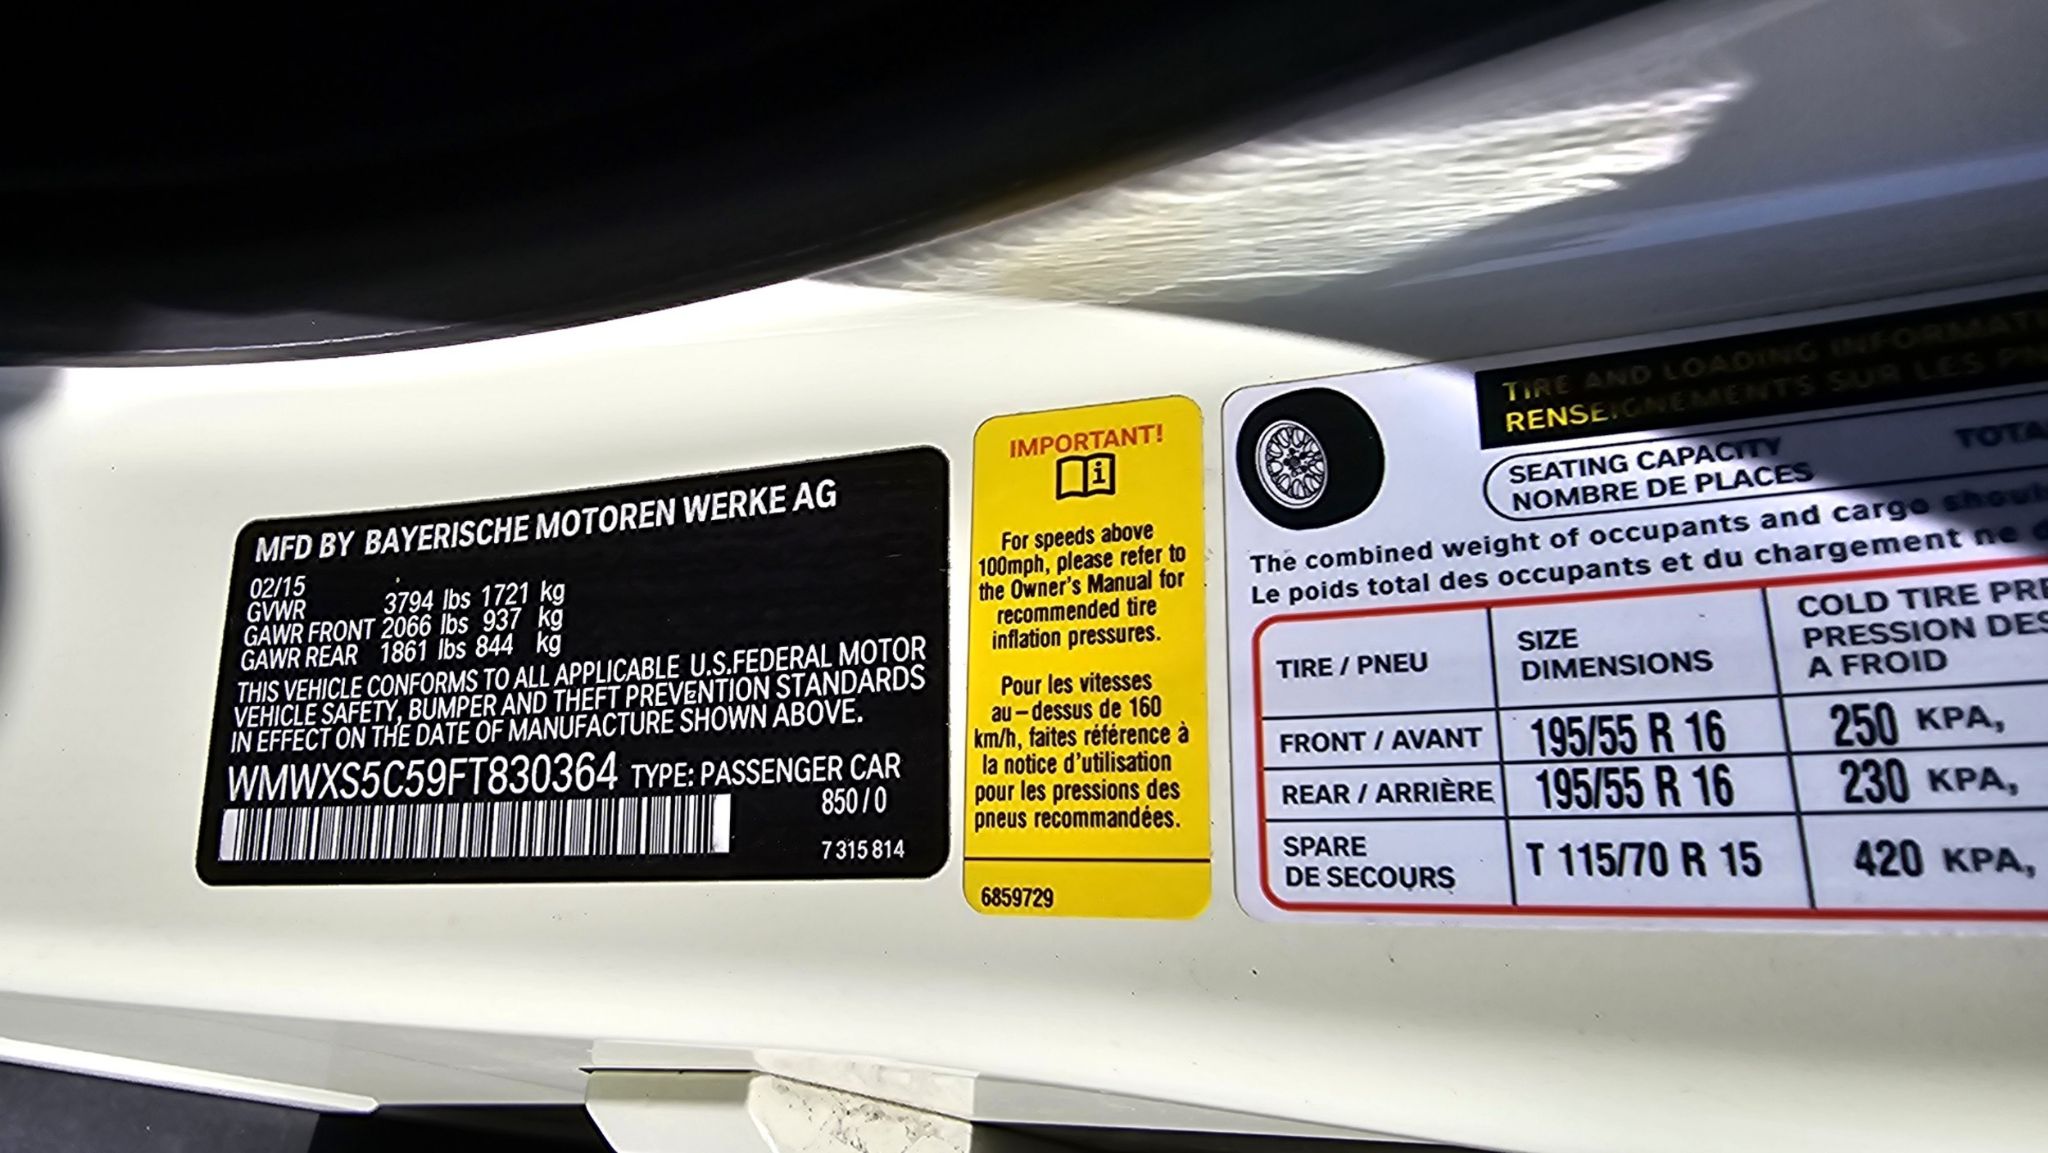 MFD BY BAYERISCHE MOTOREN WERKE AG
02/15
GVWR 3794 lbs 1721 kg
GAWR FRONT 2066 lbs 937 kg
GAWR REAR 1861 lbs 844 kg
THIS VEHICLE CONFORMS TO ALL APPLICABLE U.S.FEDERAL MOTOR
VEHICLE SAFETY, BUMPER AND THEFT PREVENTION STANDARDS
IN EFFECT ON THE DATE OF MANUFACTURE SHOWN ABOVE.
WMWXS5C59FT830364 TYPE: PASSENGER CAR
850/0
7 315 814
IMPORTANT!
i
For speeds above
100mph, please refer to
the Owner's Manual for
recommended tire
inflation pressures.
Pour les vitesses
au-dessus de 160
km/h, faites référence à
la notice d'utilisation
pour les pressions des
pneus recommandées.
6859729
TIRE AND LOADING
RENSEIGNEMENTS SUR LES
SEATING CAPACITY
NOMBRE DE PLACES
The combined weight of occupants and cargo
Le poids total des occupants et du chargement ne
TIRE / PNEU SIZE DIMENSIONS COLD TIRE
PRESSION
A FROID
FRONT / AVANT 195/55 R 16 250 KPA,
REAR / ARRIÈRE 195/55 R 16 230 KPA,
SPARE DE SECOURS T 115/70 R 15 420 KPA,